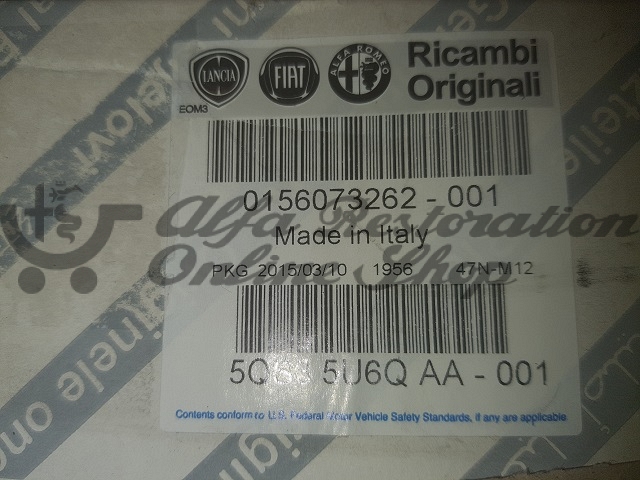 LANCIA FIAT ALFA ROMEO
Ricambi
Originali
EOM3
0156073262 - 001
Made in Italy
Alfa Restoration
Online Shop
PKG 2015/03/10 1956 47N-M12
5U6Q AA - 001
Contents conform to U.S. Federal Motor Vehicle Safety Standards, if any are applicable